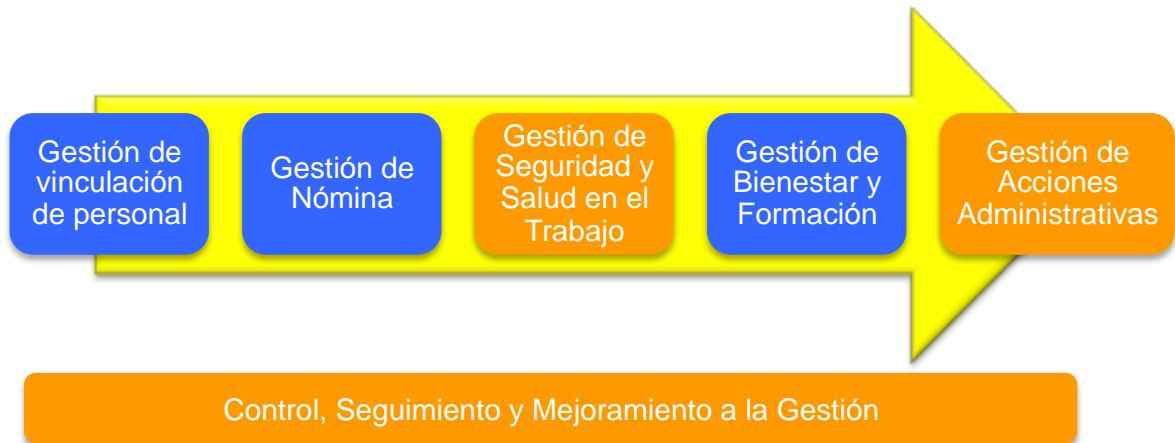 Gestión de
vinculación
de personal
Gestión de
Nómina
Gestión de
Seguridad y
Salud en el
Trabajo
Gestión de
Bienestar y
Formación
Gestión de
Acciones
Administrativas
Control, Seguimiento y Mejoramiento a la Gestión